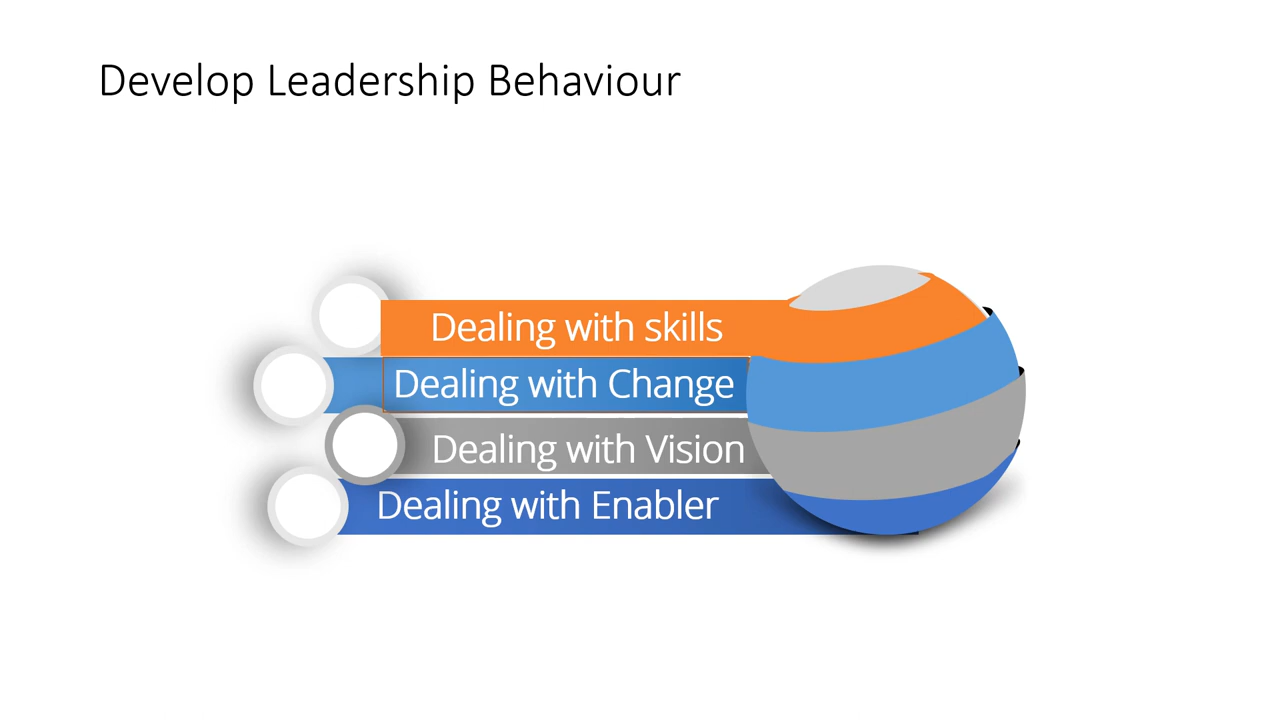 Develop Leadership Behaviour
Dealing with skills
Dealing with Change
Dealing with Vision
Dealing with Enabler